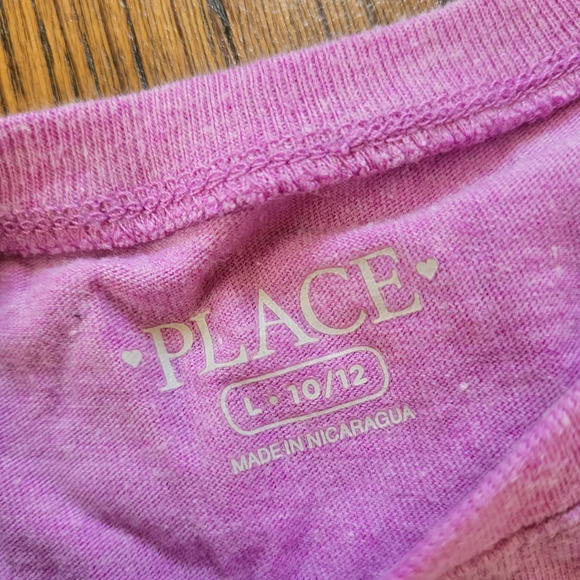 ♥PLACE♥
L • 10/12
MADE IN NICARAGUA